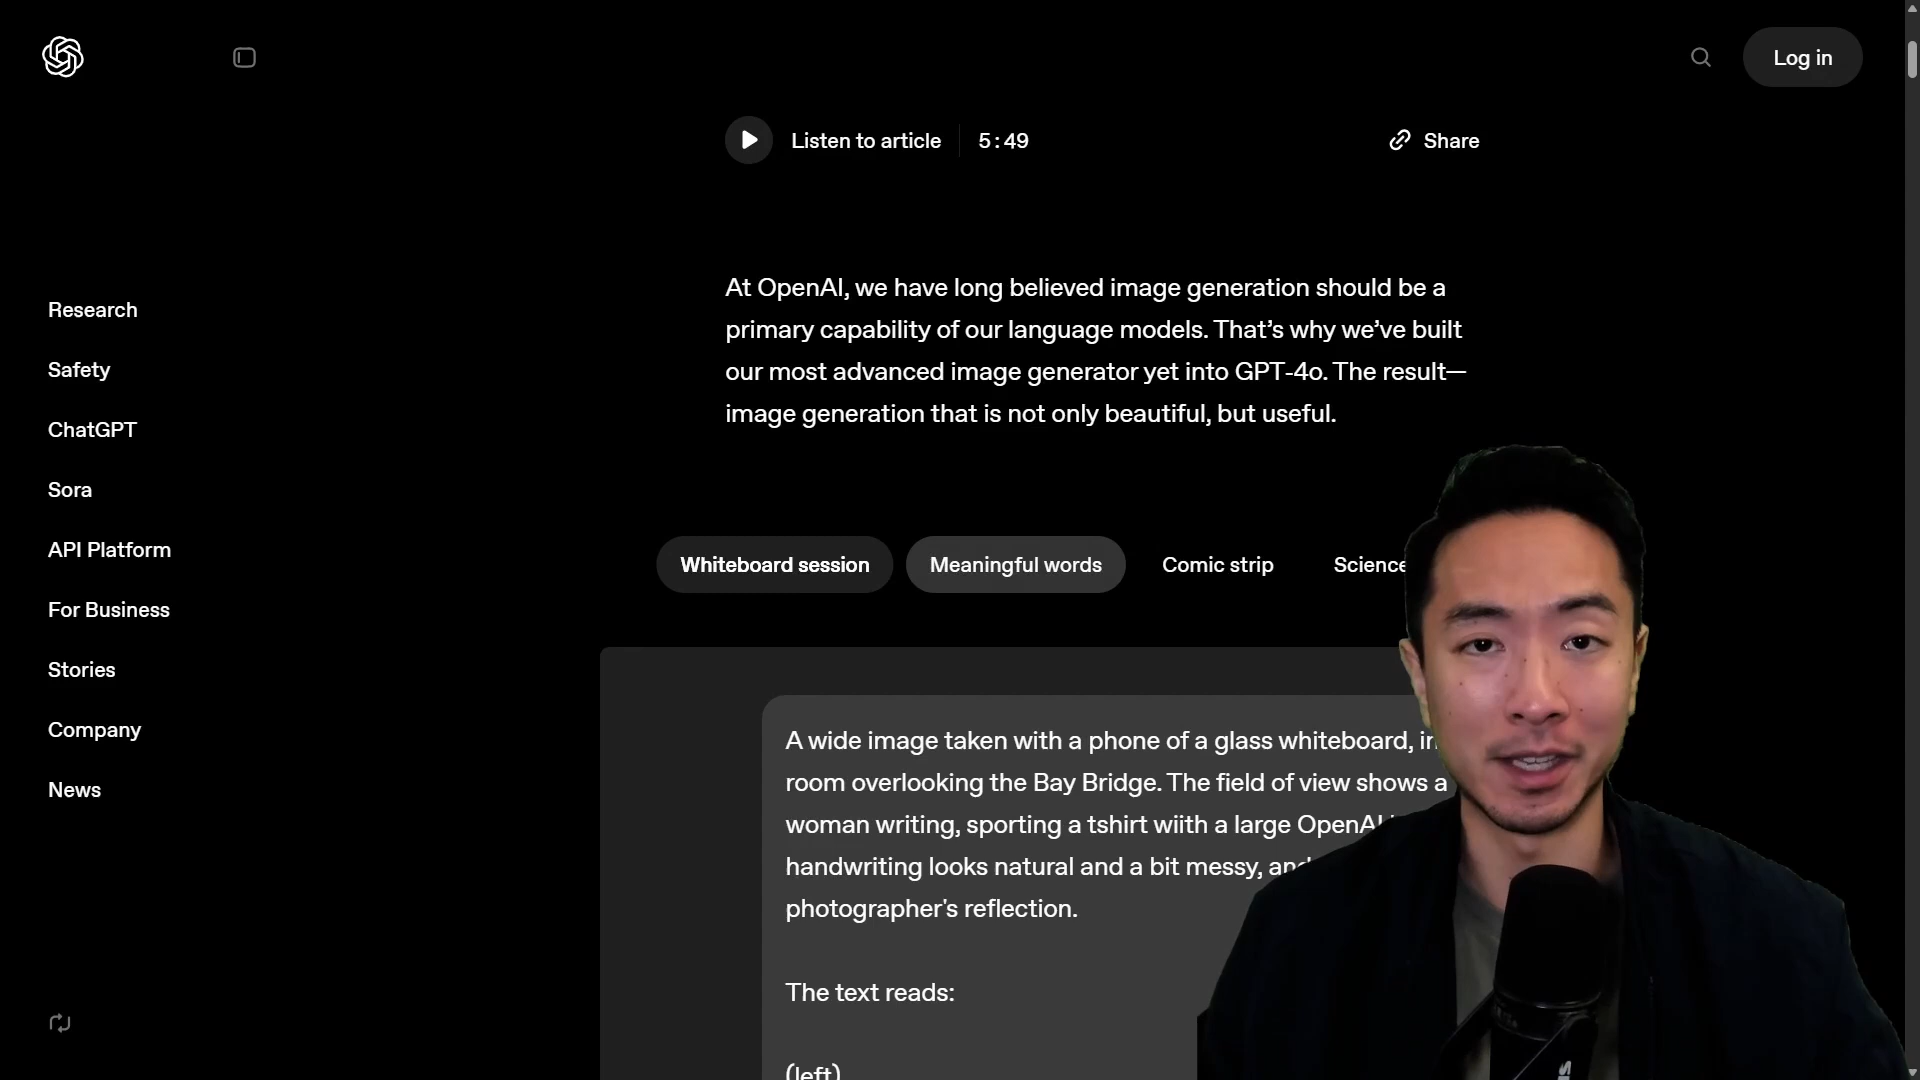 Log in
Listen to article
5:49
Share
At OpenAI, we have long believed image generation should be a
primary capability of our language models. That’s why we’ve built
our most advanced image generator yet into GPT-4o. The result—
image generation that is not only beautiful, but useful.
Research
Safety
ChatGPT
Sora
API Platform
For Business
Stories
Company
News
Whiteboard session
Meaningful words
Comic strip
Science
A wide image taken with a phone of a glass whiteboard, in
room overlooking the Bay Bridge. The field of view shows a
woman writing, sporting a tshirt wiith a large OpenAI
handwriting looks natural and a bit messy, and
photographer's reflection.
The text reads:
(left)